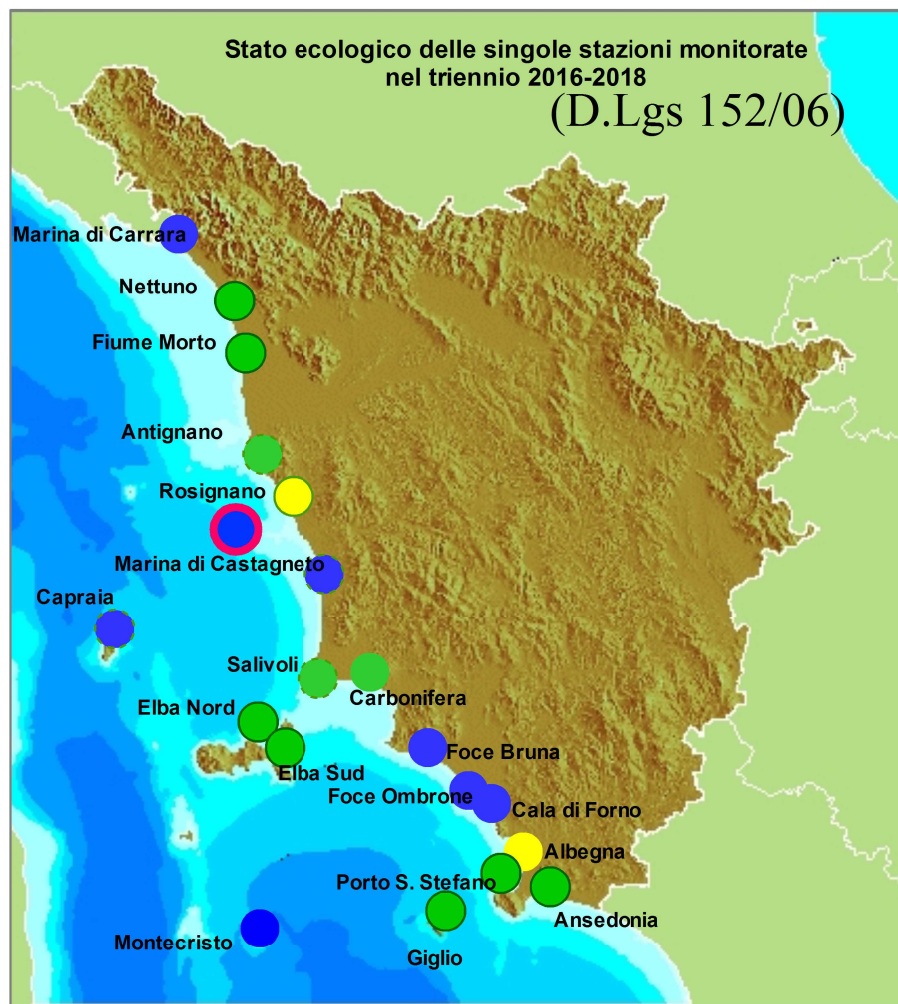 Stato ecologico delle singole stazioni monitorate
nel triennio 2016-2018
(D.Lgs 152/06)
Marina di Carrara
Nettuno
Fiume Morto
Antignano
Rosignano
Marina di Castagneto
Capraia
Salivoli
Carbonifera
Elba Nord
Foce Bruna
Elba Sud
Foce Ombrone
Cala di Forno
Albegna
Porto S. Stefano
Ansedonia
Montecristo
Giglio